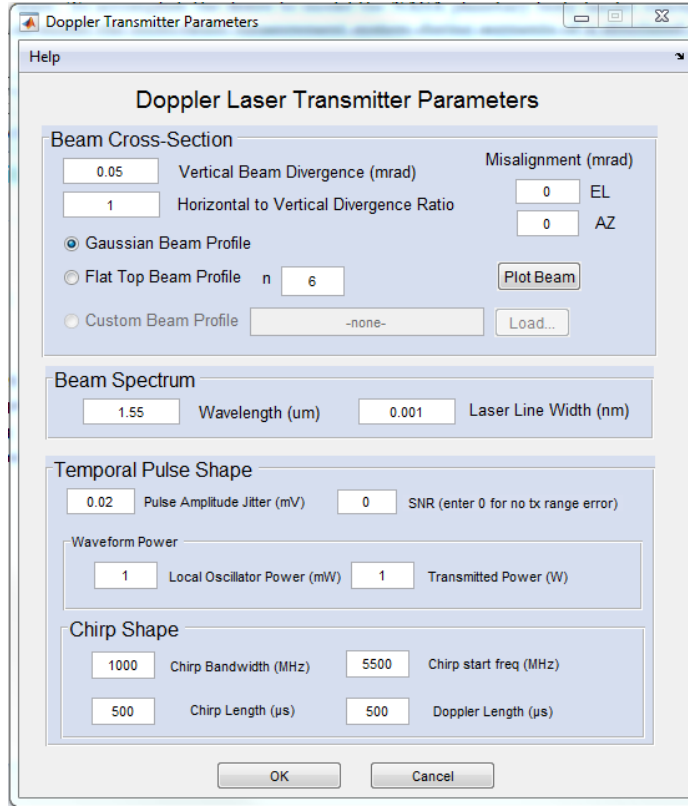 Doppler Transmitter Parameters
Help
Doppler Laser Transmitter Parameters
Beam Cross-Section
0.05 Vertical Beam Divergence (mrad)
1 Horizontal to Vertical Divergence Ratio
Misalignment (mrad)
0 EL
0 AZ
Gaussian Beam Profile
Flat Top Beam Profile n 6
Plot Beam
Custom Beam Profile -none- Load...
Beam Spectrum
1.55 Wavelength (um) 0.001 Laser Line Width (nm)
Temporal Pulse Shape
0.02 Pulse Amplitude Jitter (mV) 0 SNR (enter 0 for no tx range error)
Waveform Power
1 Local Oscillator Power (mW) 1 Transmitted Power (W)
Chirp Shape
1000 Chirp Bandwidth (MHz) 5500 Chirp start freq (MHz)
500 Chirp Length (µs) 500 Doppler Length (µs)
OK Cancel